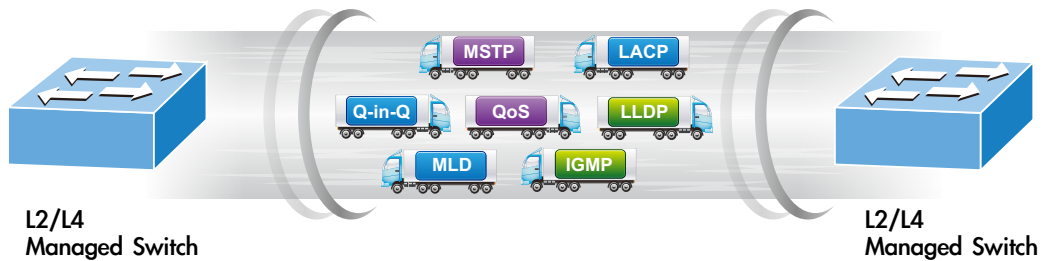 MSTP
LACP
Q-in-Q
QoS
LLDP
MLD
IGMP
L2/L4
Managed Switch
L2/L4
Managed Switch